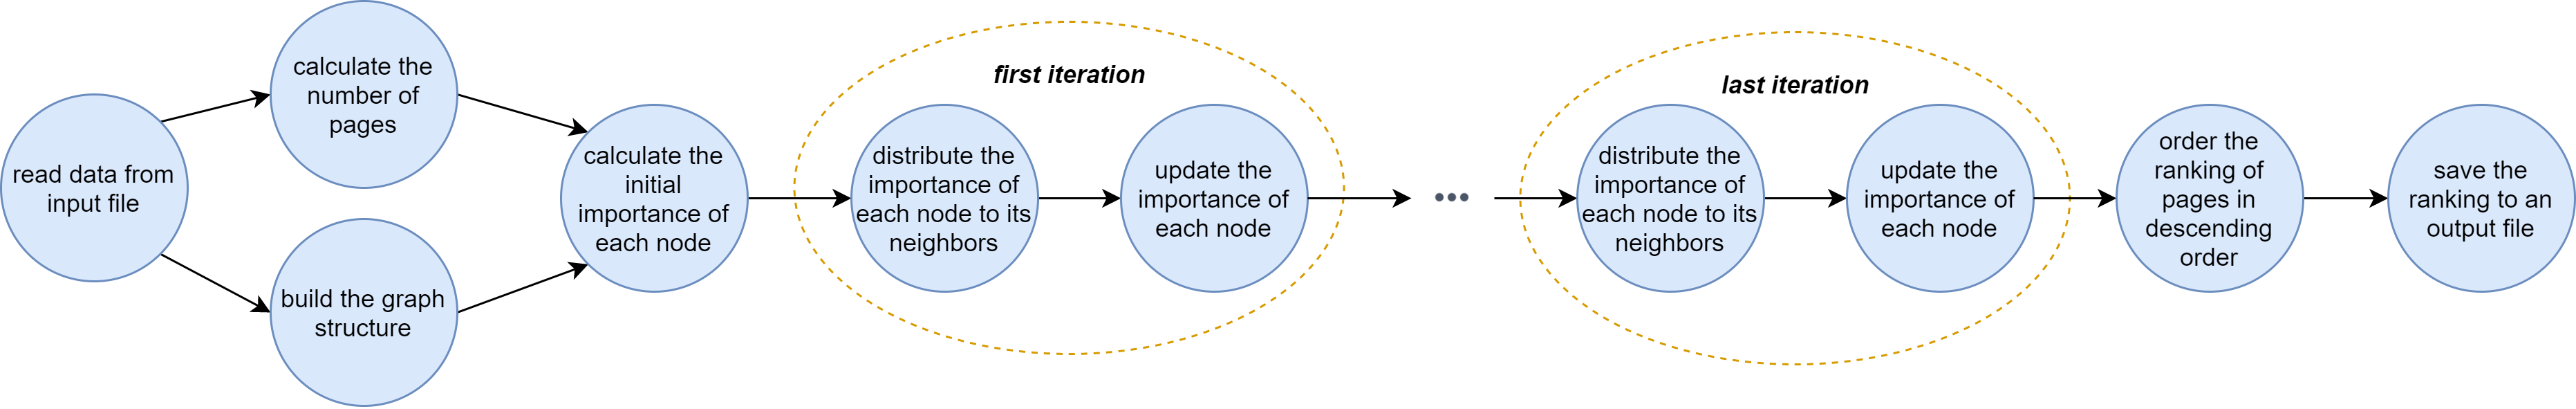 read data from
input file
calculate the
number of
pages
build the graph
structure
calculate the
initial
importance of
each node
first iteration
distribute the
importance of
each node to its
neighbors
update the
importance of
each node
last iteration
distribute the
importance of
each node to its
neighbors
update the
importance of
each node
order the
ranking of
pages in
descending
order
save the
ranking to an
output file